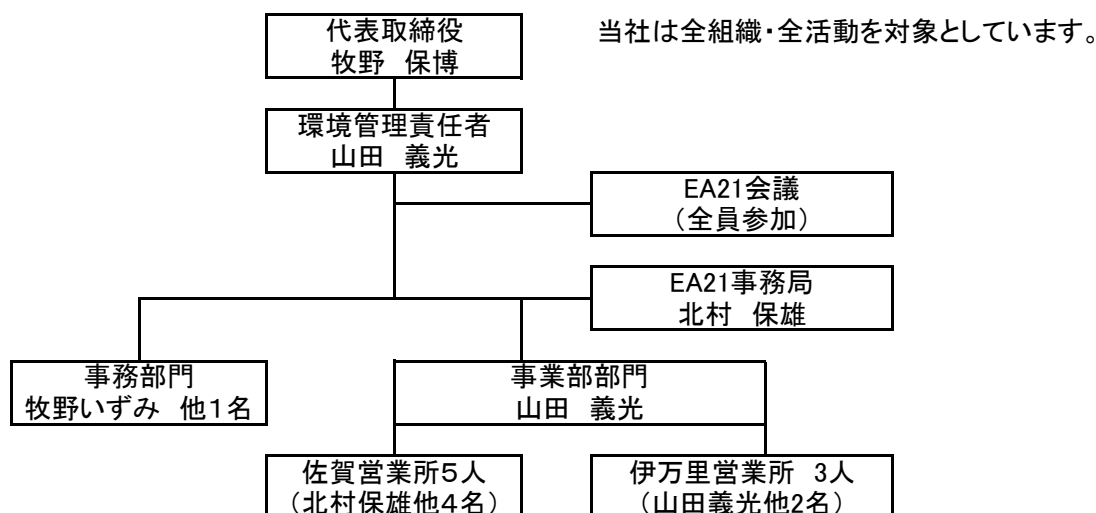 代表取締役
牧野　保博
当社は全組織・全活動を対象としています。
環境管理責任者
山田　義光
EA21会議
（全員参加）
EA21事務局
北村　保雄
事務部門
牧野いずみ　他１名
事業部部門
山田　義光
佐賀営業所５人
（北村保雄他４名）
伊万里営業所　3人
（山田義光他2名）